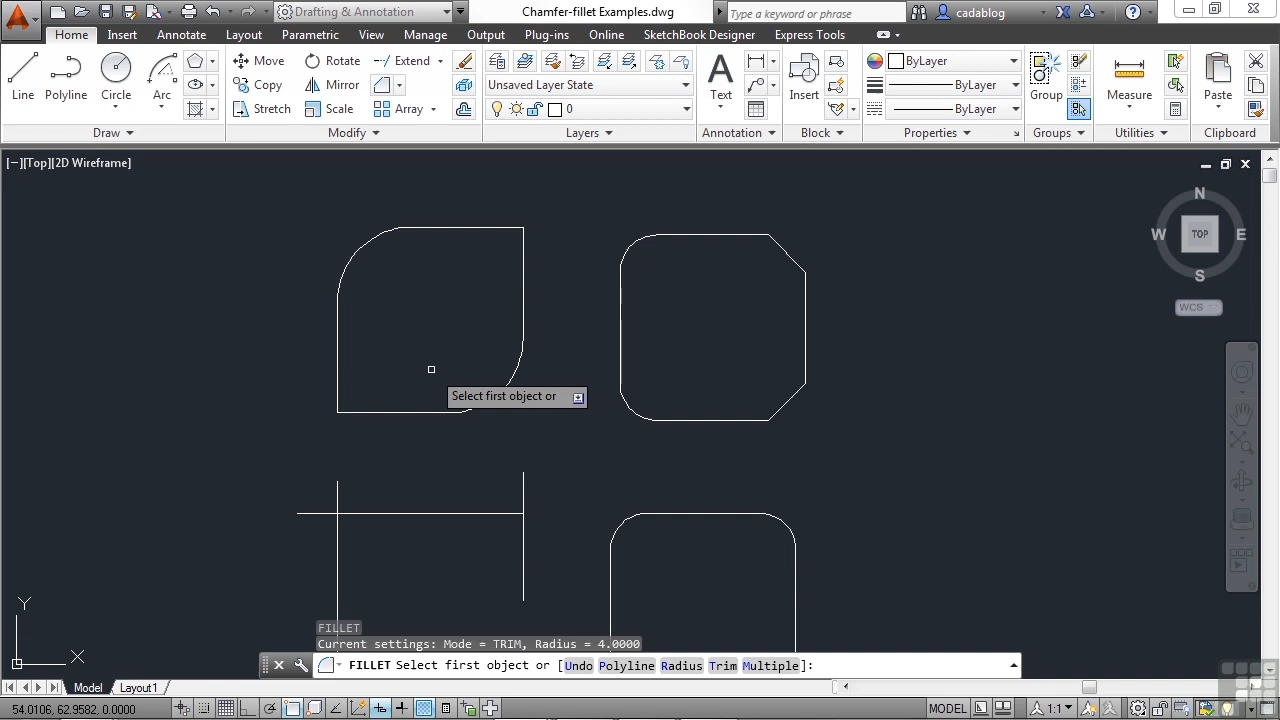 Drafting & Annotation
Chamfer-fillet Examples.dwg
Type a keyword or phrase
cadablog
Home Insert Annotate Layout Parametric View Manage Output Plug-ins Online SketchBook Designer Express Tools
Line Polyline Circle Arc
Move Rotate Extend
Copy Mirror
Stretch Scale Array
Unsaved Layer State
0
Text
Insert
ByLayer
ByLayer
ByLayer
Group
Measure
Paste
Draw Modify Layers Annotation Block Properties Groups Utilities Clipboard
[−][Top][2D Wireframe]
N
W TOP E
S
WCS
Select first object or
Y
X
FILLET
Current settings: Mode = TRIM, Radius = 4.0000
FILLET Select first object or [Undo Polyline Radius Trim Multiple]:
Model Layout1
54.0106, 62.9582, 0.0000
MODEL
1:1